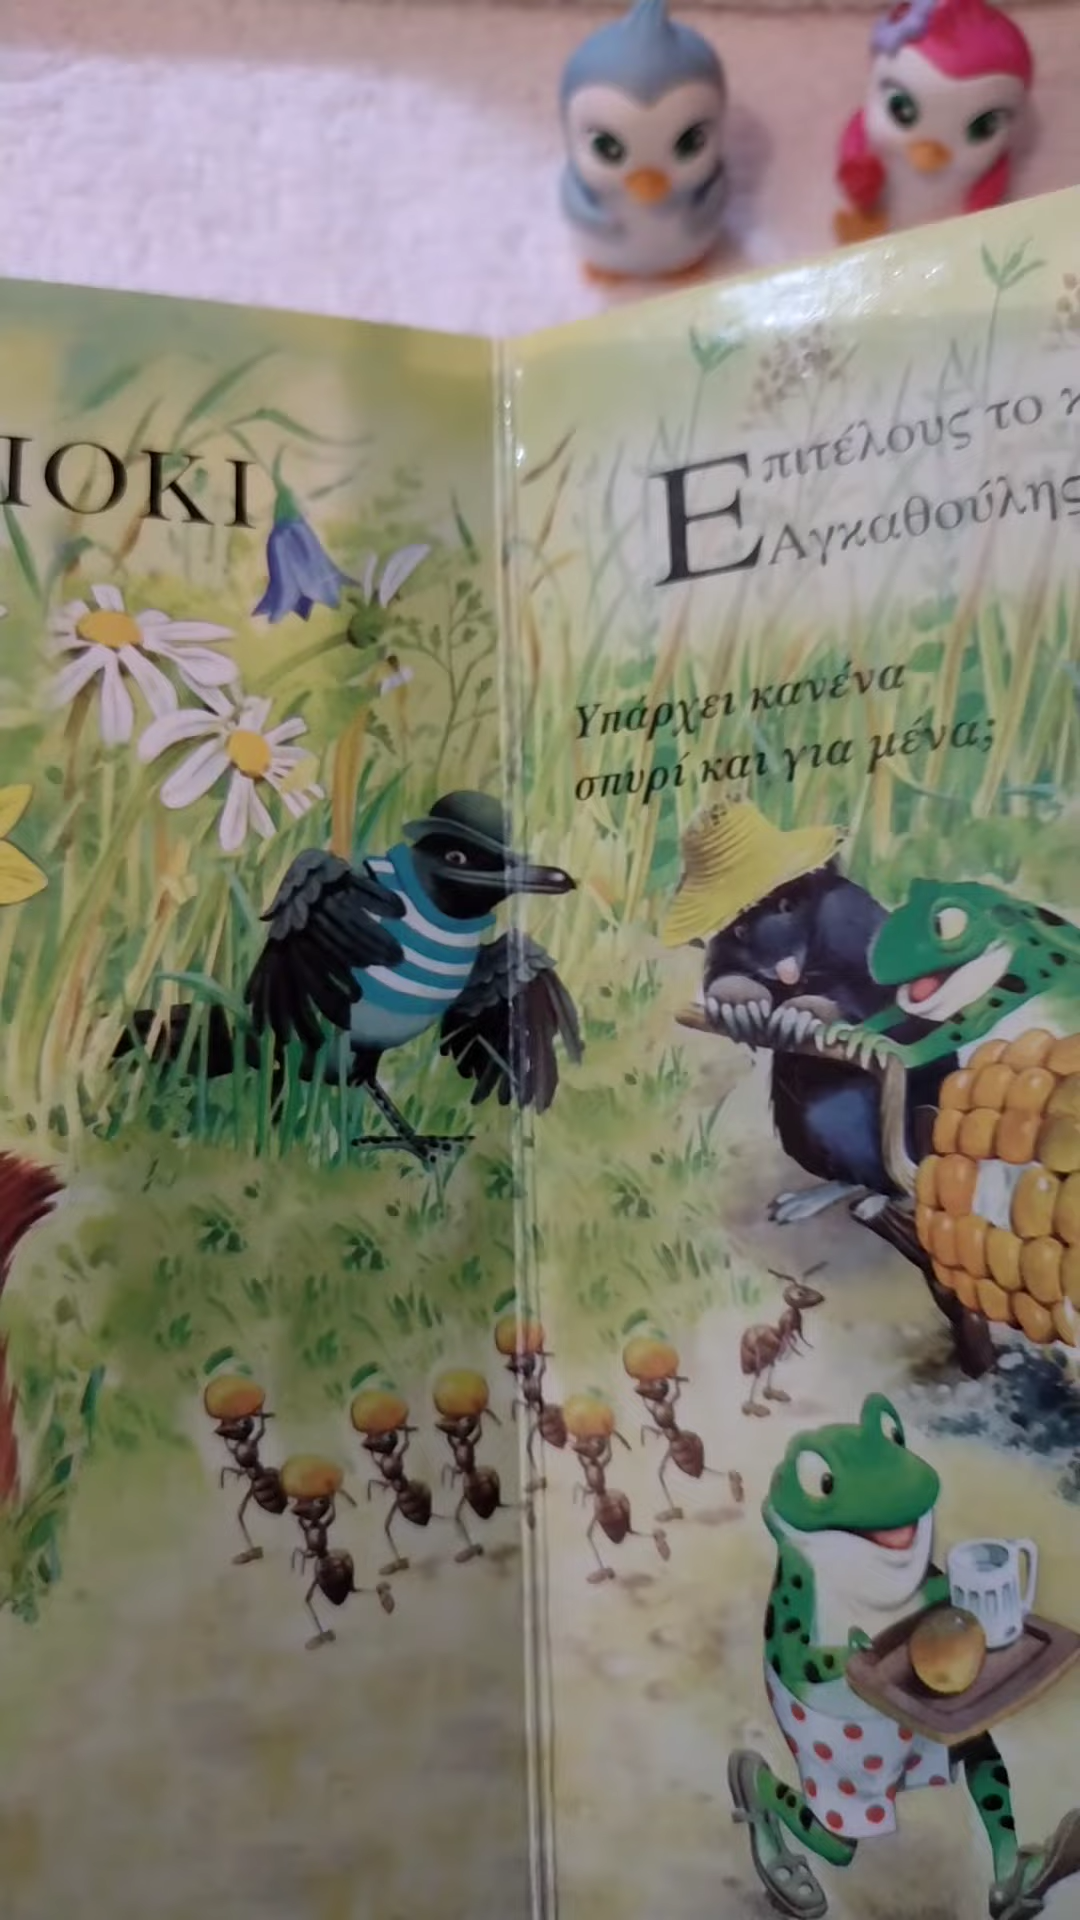 ΙΟΚΙ
Επιτέλους το
Αγκαθούλης
Υπάρχει κανένα
σπυρί και για μένα;